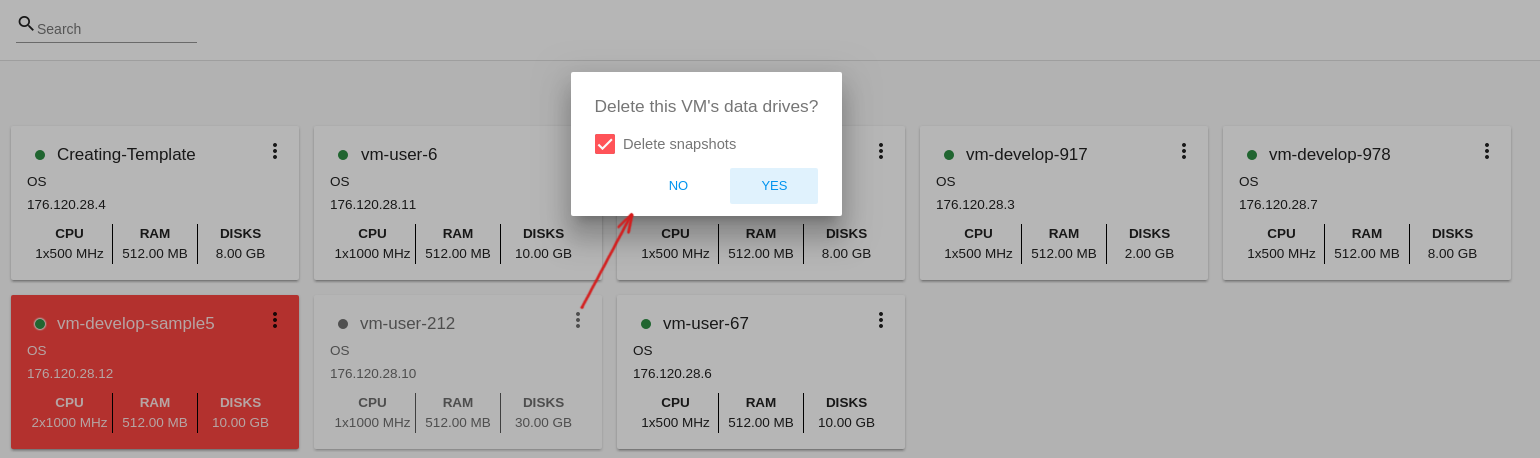 Search
Delete this VM's data drives?
Delete snapshots
NO YES
Creating-Template
OS
176.120.28.4
CPU RAM DISKS
1x500 MHz 512.00 MB 8.00 GB
vm-user-6
OS
176.120.28.11
CPU RAM DISKS
1x1000 MHz 512.00 MB 10.00 GB
CPU RAM DISKS
1x500 MHz 512.00 MB 8.00 GB
vm-develop-917
OS
176.120.28.3
CPU RAM DISKS
1x500 MHz 512.00 MB 2.00 GB
vm-develop-978
OS
176.120.28.7
CPU RAM DISKS
1x500 MHz 512.00 MB 8.00 GB
vm-develop-sample5
OS
176.120.28.12
CPU RAM DISKS
2x1000 MHz 512.00 MB 10.00 GB
vm-user-212
OS
176.120.28.10
CPU RAM DISKS
1x1000 MHz 512.00 MB 30.00 GB
vm-user-67
OS
176.120.28.6
CPU RAM DISKS
1x500 MHz 512.00 MB 10.00 GB